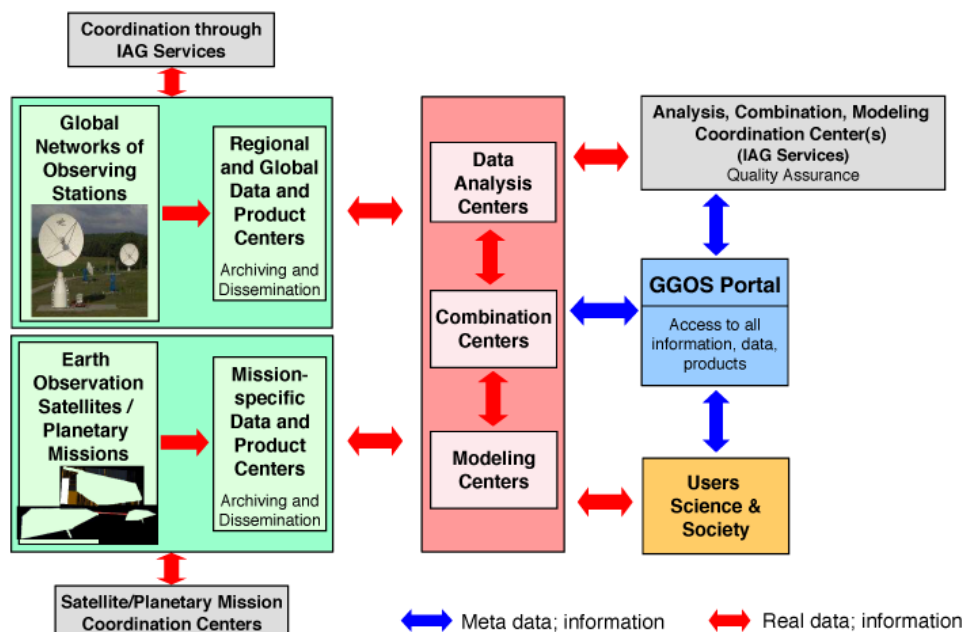 Coordination through
IAG Services
Global
Networks of
Observing
Stations
Regional
and Global
Data and
Product
Centers
Archiving and
Dissemination
Earth
Observation
Satellites /
Planetary
Missions
Mission-
specific
Data and
Product
Centers
Archiving and
Dissemination
Satellite/Planetary Mission
Coordination Centers
Data
Analysis
Centers
Combination
Centers
Modeling
Centers
Analysis, Combination, Modeling
Coordination Center(s)
(IAG Services)
Quality Assurance
GGOS Portal
Access to all
information, data,
products
Users
Science &
Society
Meta data; information
Real data; information